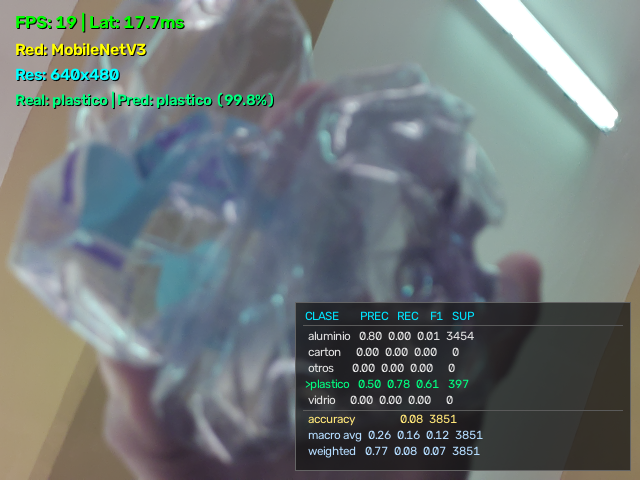 FPS: 19 | Lat: 17.7ms
Red: MobileNetV3
Res: 640x480
Real: plastico | Pred: plastico (99.8%)
CLASE PREC REC F1 SUP
aluminio 0.80 0.00 0.01 3454
carton 0.00 0.00 0.00 0
otros 0.00 0.00 0.00 0
>plastico 0.50 0.78 0.61 397
vidrio 0.00 0.00 0.00 0
accuracy 0.08 3851
macro avg 0.26 0.16 0.12 3851
weighted 0.77 0.08 0.07 3851